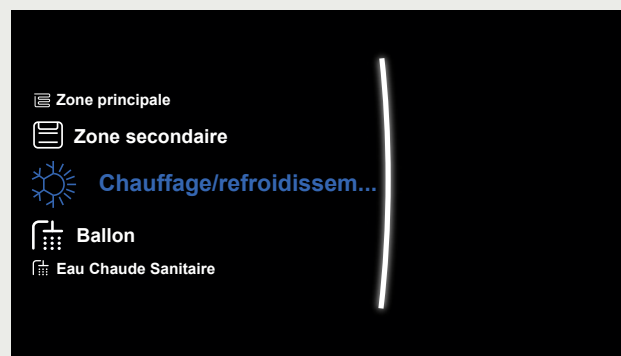 Zone principale
Zone secondaire
Chauffage/refroidissem...
Ballon
Eau Chaude Sanitaire